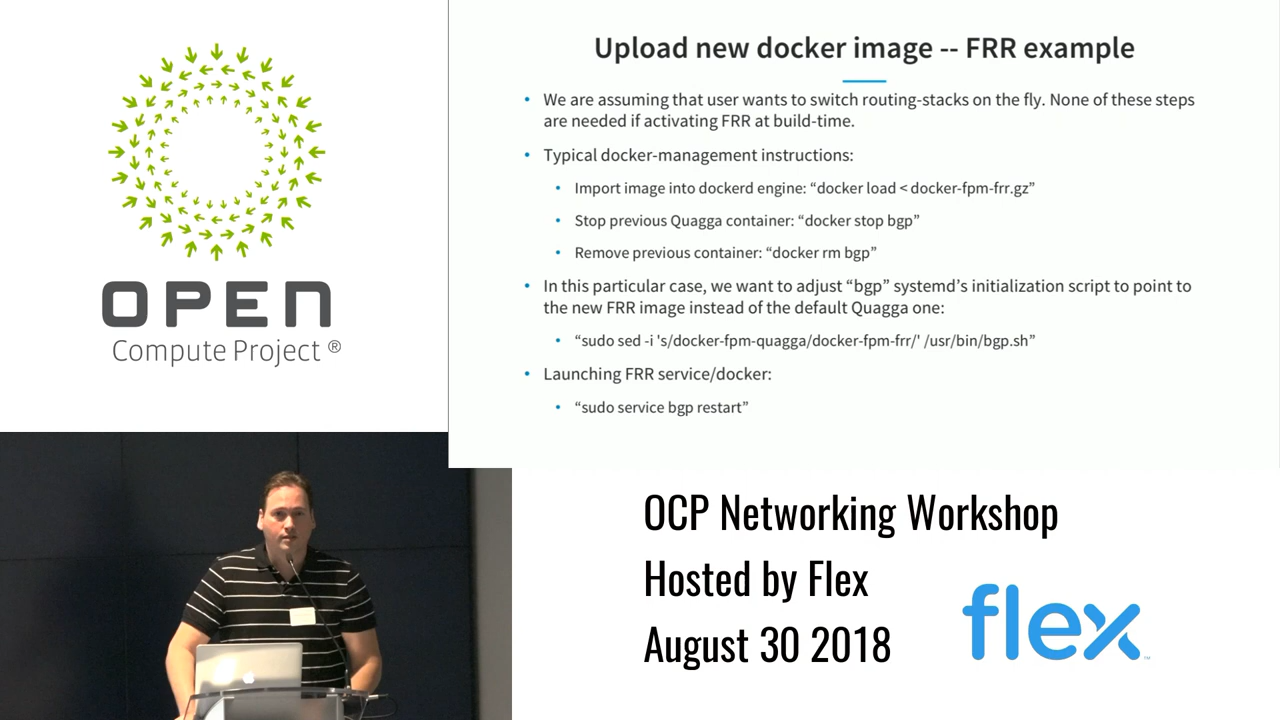 OPEN
Compute Project ®
Upload new docker image -- FRR example
• We are assuming that user wants to switch routing-stacks on the fly. None of these steps
are needed if activating FRR at build-time.
• Typical docker-management instructions:
• Import image into dockerd engine: “docker load < docker-fpm-frr.gz”
• Stop previous Quagga container: “docker stop bgp”
• Remove previous container: “docker rm bgp”
• In this particular case, we want to adjust “bgp” systemd’s initialization script to point to
the new FRR image instead of the default Quagga one:
• “sudo sed -i 's/docker-fpm-quagga/docker-fpm-frr/' /usr/bin/bgp.sh”
• Launching FRR service/docker:
• “sudo service bgp restart”
OCP Networking Workshop
Hosted by Flex
August 30 2018
flex™